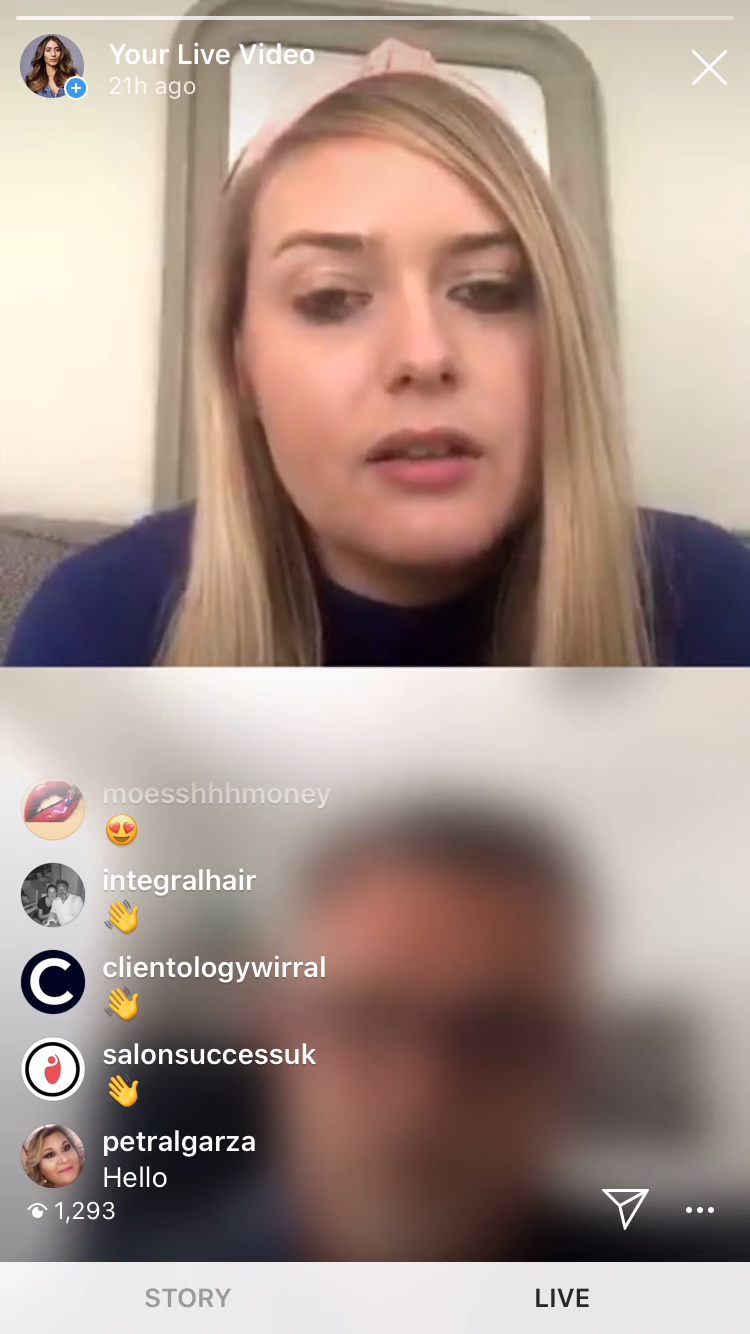 Your Live Video
21h ago
moesshhhmoney
😍
integralhair
👋
clientologywirral
👋
salonsuccessuk
👋
petralgarza
Hello
1,293
STORY
LIVE